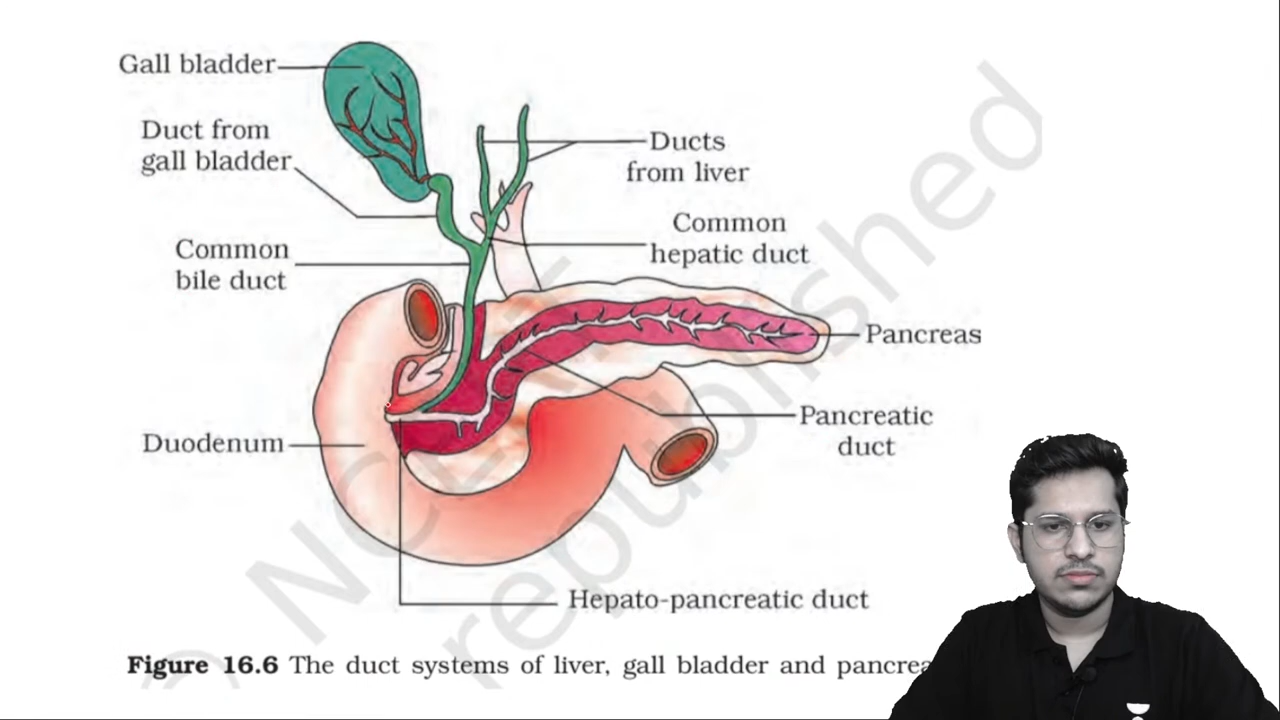 Gall bladder
Duct from
gall bladder
Ducts
from liver
Common
hepatic duct
Common
bile duct
Pancreas
Pancreatic
duct
Duodenum
Hepato-pancreatic duct
Figure 16.6 The duct systems of liver, gall bladder and
republished